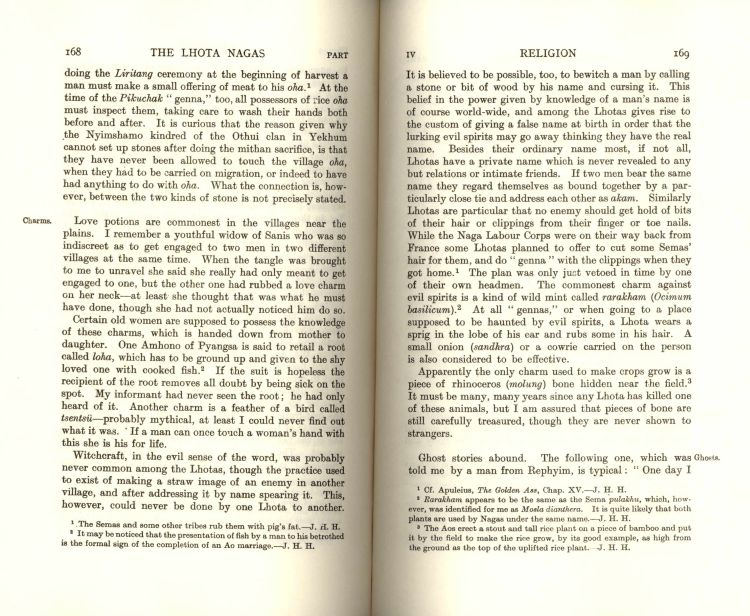 168 THE LHOTA NAGAS PART
doing the Liritang ceremony at the beginning of harvest a
man must make a small offering of meat to his oha.¹ At the
time of the Pikuchak “ genna,” too, all possessors of rice oha
must inspect them, taking care to wash their hands both
before and after. It is curious that the reason given why
the Nyimshamo kindred of the Othui clan in Yekhum
cannot set up stones after doing the mithan sacrifice, is that
they have never been allowed to touch the village oha,
when they had to be carried on migration, or indeed to have
had anything to do with oha. What the connection is, how-
ever, between the two kinds of stone is not precisely stated.
Charms. Love potions are commonest in the villages near the
plains. I remember a youthful widow of Sanis who was so
indiscreet as to get engaged to two men in two different
villages at the same time. When the tangle was brought
to me to unravel she said she really had only meant to get
engaged to one, but the other one had rubbed a love charm
on her neck—at least she thought that was what he must
have done, though she had not actually noticed him do so.
Certain old women are supposed to possess the knowledge
of these charms, which is handed down from mother to
daughter. One Amhono of Pyangsa is said to retail a root
called loha, which has to be ground up and given to the shy
loved one with cooked fish.² If the suit is hopeless the
recipient of the root removes all doubt by being sick on the
spot. My informant had never seen the root ; he had only
heard of it. Another charm is a feather of a bird called
tsentsü—probably mythical, at least I could never find out
what it was. If a man can once touch a woman's hand with
this she is his for life.
Witchcraft, in the evil sense of the word, was probably
never common among the Lhotas, though the practice used
to exist of making a straw image of an enemy in another
village, and after addressing it by name spearing it. This,
however, could never be done by one Lhota to another.
¹ The Semas and some other tribes rub them with pig's fat.—J. H. H.
² It may be noticed that the presentation of fish by a man to his betrothed
is the formal sign of the completion of an Ao marriage.—J. H. H.
IV RELIGION 169
It is believed to be possible, too, to bewitch a man by calling
a stone or bit of wood by his name and cursing it. This
belief in the power given by knowledge of a man's name is
of course world-wide, and among the Lhotas gives rise to
the custom of giving a false name at birth in order that the
lurking evil spirits may go away thinking they have the real
name. Besides their ordinary name most, if not all,
Lhotas have a private name which is never revealed to any
but relations or intimate friends. If two men bear the same
name they regard themselves as bound together by a par-
ticularly close tie and address each other as akam. Similarly
Lhotas are particular that no enemy should get hold of bits
of their hair or clippings from their finger or toe nails.
While the Naga Labour Corps were on their way back from
France some Lhotas planned to offer to cut some Semas'
hair for them, and do “ genna ” with the clippings when they
got home.¹ The plan was only just vetoed in time by one
of their own headmen. The commonest charm against
evil spirits is a kind of wild mint called rarakham (Ocimum
basilicum).² At all “ gennas,” or when going to a place
supposed to be haunted by evil spirits, a Lhota wears a
sprig in the lobe of his ear and rubs some in his hair. A
small onion (sandhra) or a cowrie carried on the person
is also considered to be effective.
Apparently the only charm used to make crops grow is a
piece of rhinoceros (molung) bone hidden near the field.³
It must be many, many years since any Lhota has killed one
of these animals, but I am assured that pieces of bone are
still carefully treasured, though they are never shown to
strangers.
Ghost stories abound. The following one, which was Ghosts.
told me by a man from Rephyim, is typical : “ One day I
¹ Cf. Apuleius, The Golden Ass, Chap. XV.—J. H. H.
² Rarakham appears to be the same as the Sema pulakhu, which, how-
ever, was identified for me as Mosla dianthera. It is quite likely that both
plants are used by Nagas under the same name.—J. H. H.
³ The Aos erect a stout and tall rice plant on a piece of bamboo and put
it by the field to make the rice grow, by its good example, as high from
the ground as the top of the uplifted rice plant.—J. H. H.